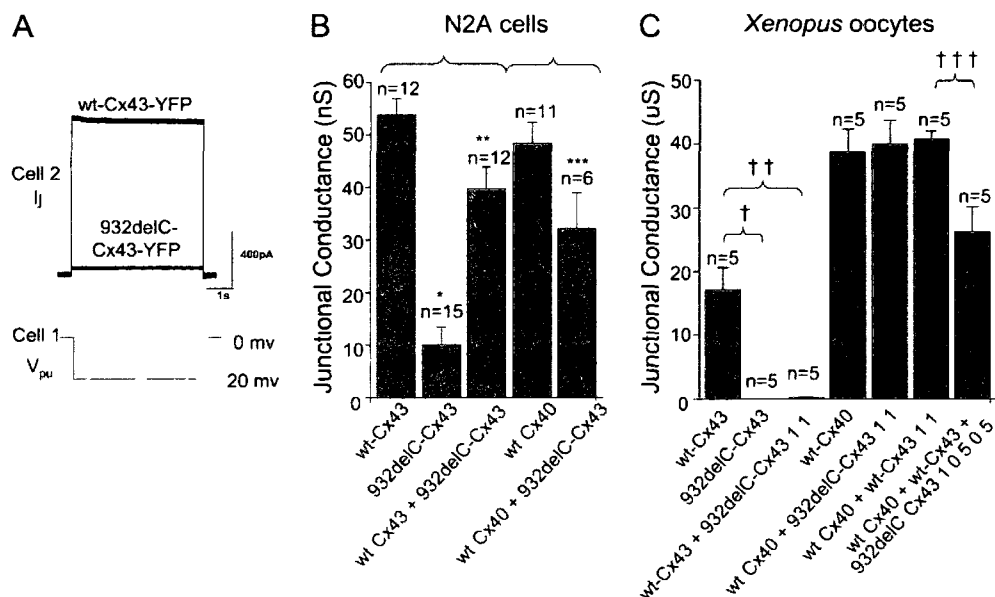 A
wt-Cx43-YFP
Cell 2
Ij
932delC-
Cx43-YFP
400pA
1s
Cell 1
0 mv
Vpu
20 mv
B
N2A cells
Junctional Conductance (nS)
60
50
40
30
20
10
0
n=12
*
n=15
**
n=12
n=11
***
n=6
wt-Cx43
932delC-Cx43
wt Cx43 + 932delC-Cx43
wt Cx40
wt Cx40 + 932delC-Cx43
C
Xenopus oocytes
Junctional Conductance (uS)
50
40
30
20
10
0
†
† †
† † †
n=5
n=5
n=5
n=5
n=5
n=5
n=5
wt-Cx43
932delC-Cx43
wt-Cx43 + 932delC-Cx43 1 1
wt-Cx40
wt Cx40 + 932delC-Cx43 1 1
wt Cx40 + wt-Cx43 1 1
wt Cx40 + wt-Cx43 +
932delC Cx43 1 0 5 0 5